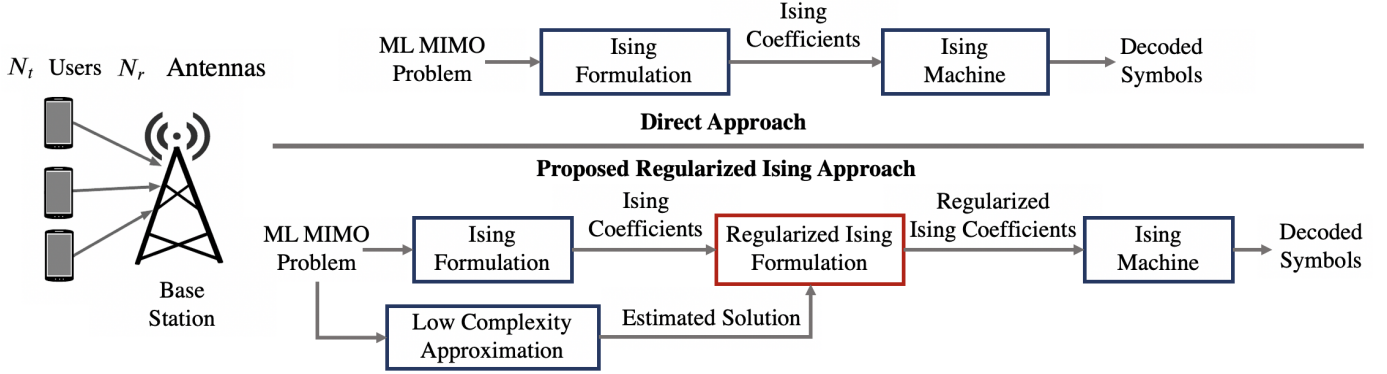 N_t Users N_r Antennas
Base
Station
ML MIMO
Problem
Ising
Formulation
Ising
Coefficients
Ising
Machine
Decoded
Symbols
Direct Approach
Proposed Regularized Ising Approach
ML MIMO
Problem
Ising
Formulation
Ising
Coefficients
Regularized Ising
Formulation
Regularized
Ising Coefficients
Ising
Machine
Decoded
Symbols
Low Complexity
Approximation
Estimated Solution